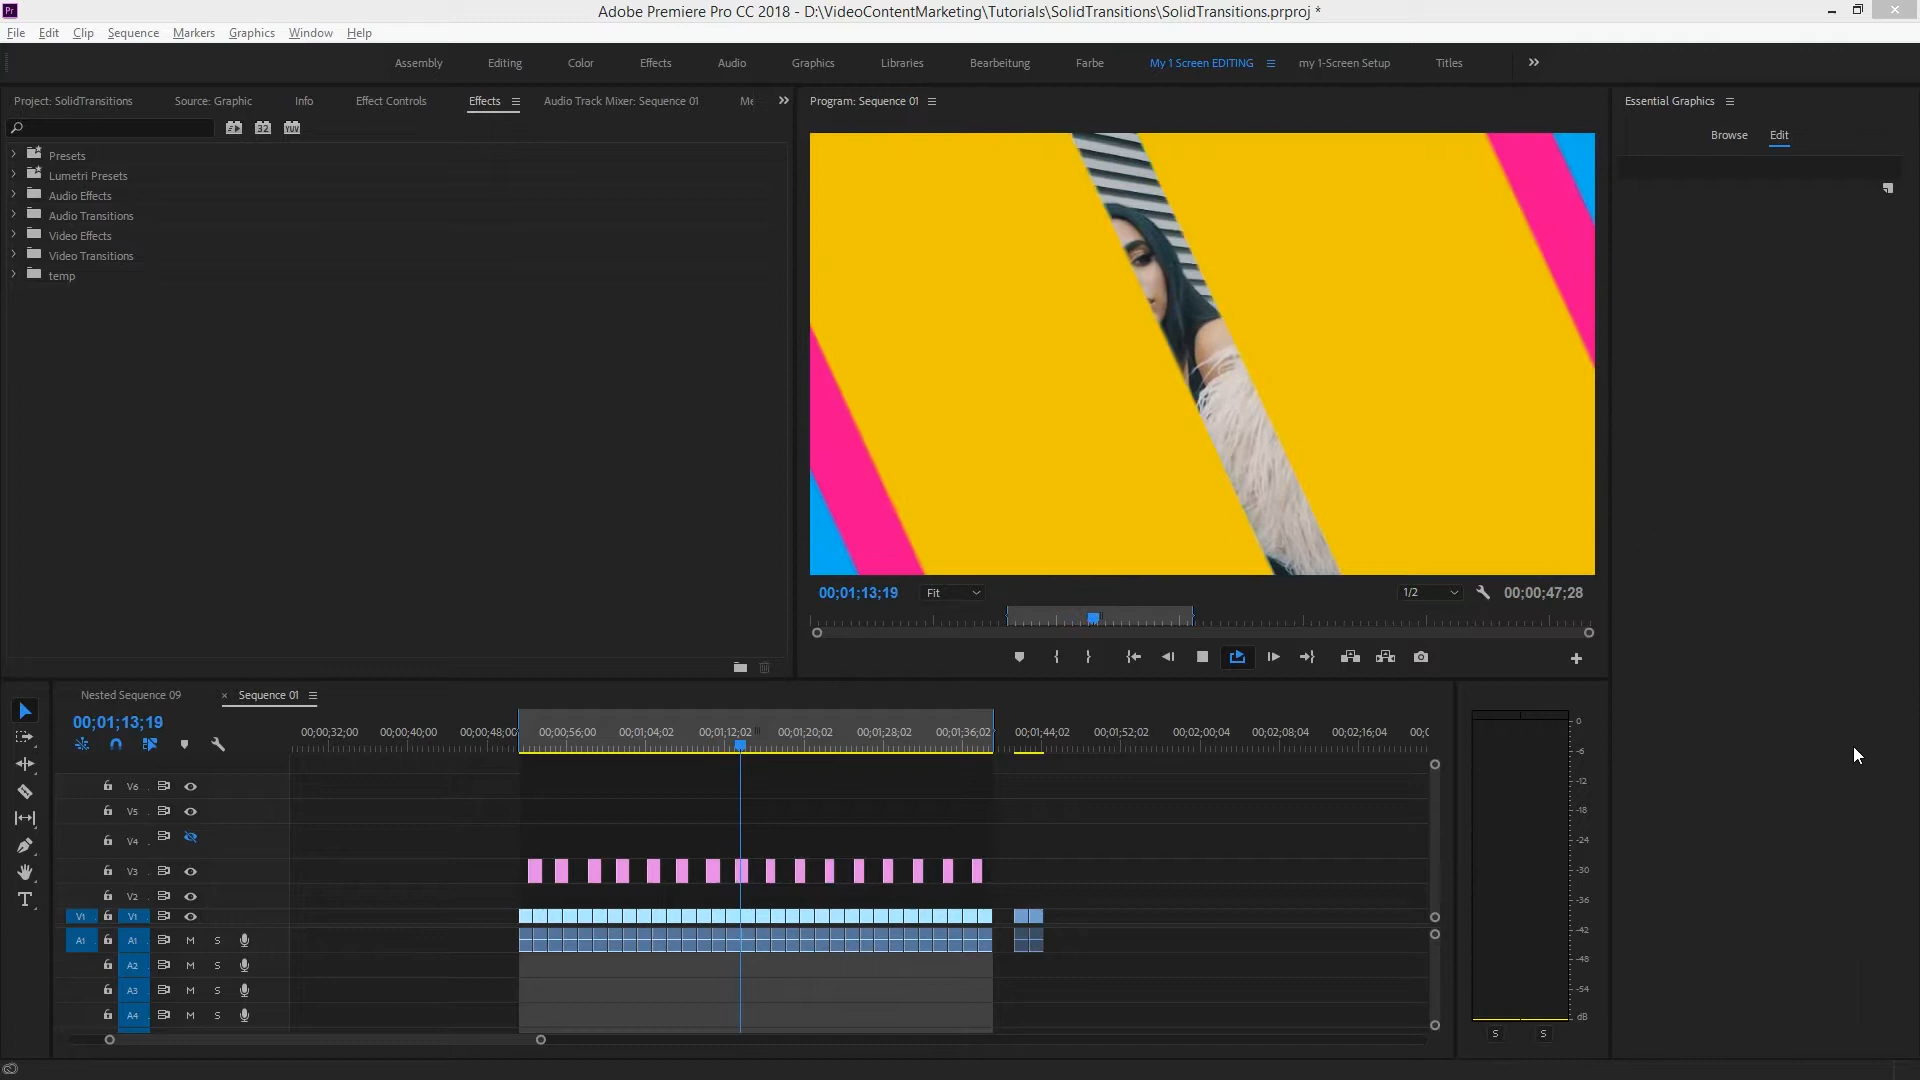 Pr
Adobe Premiere Pro CC 2018 - D:\VideoContentMarketing\Tutorials\SolidTransitions\SolidTransitions.prproj *
File Edit Clip Sequence Markers Graphics Window Help
Assembly Editing Color Effects Audio Graphics Libraries Bearbeitung Farbe My 1 Screen EDITING my 1-Screen Setup Titles
Project: SolidTransitions Source: Graphic Info Effect Controls Effects Audio Track Mixer: Sequence 01 Me
Program: Sequence 01
Essential Graphics
Browse Edit
32 YUV
Presets
Lumetri Presets
Audio Effects
Audio Transitions
Video Effects
Video Transitions
temp
00;01;13;19 Fit 1/2 00;00;47;28
Nested Sequence 09 × Sequence 01
00;01;13;19
00;00;32;00 00;00;40;00 00;00;48;00 00;00;56;00 00;01;04;02 00;01;12;02 00;01;20;02 00;01;28;02 00;01;36;02 00;01;44;02 00;01;52;02 00;02;00;04 00;02;08;04 00;02;16;04
V6
V5
V4
V3
V2
V1 V1
A1 A1 M S
A2 M S
A3 M S
A4 M S
0
-6
-12
-18
-24
-30
-36
-42
-48
-54
dB
S S